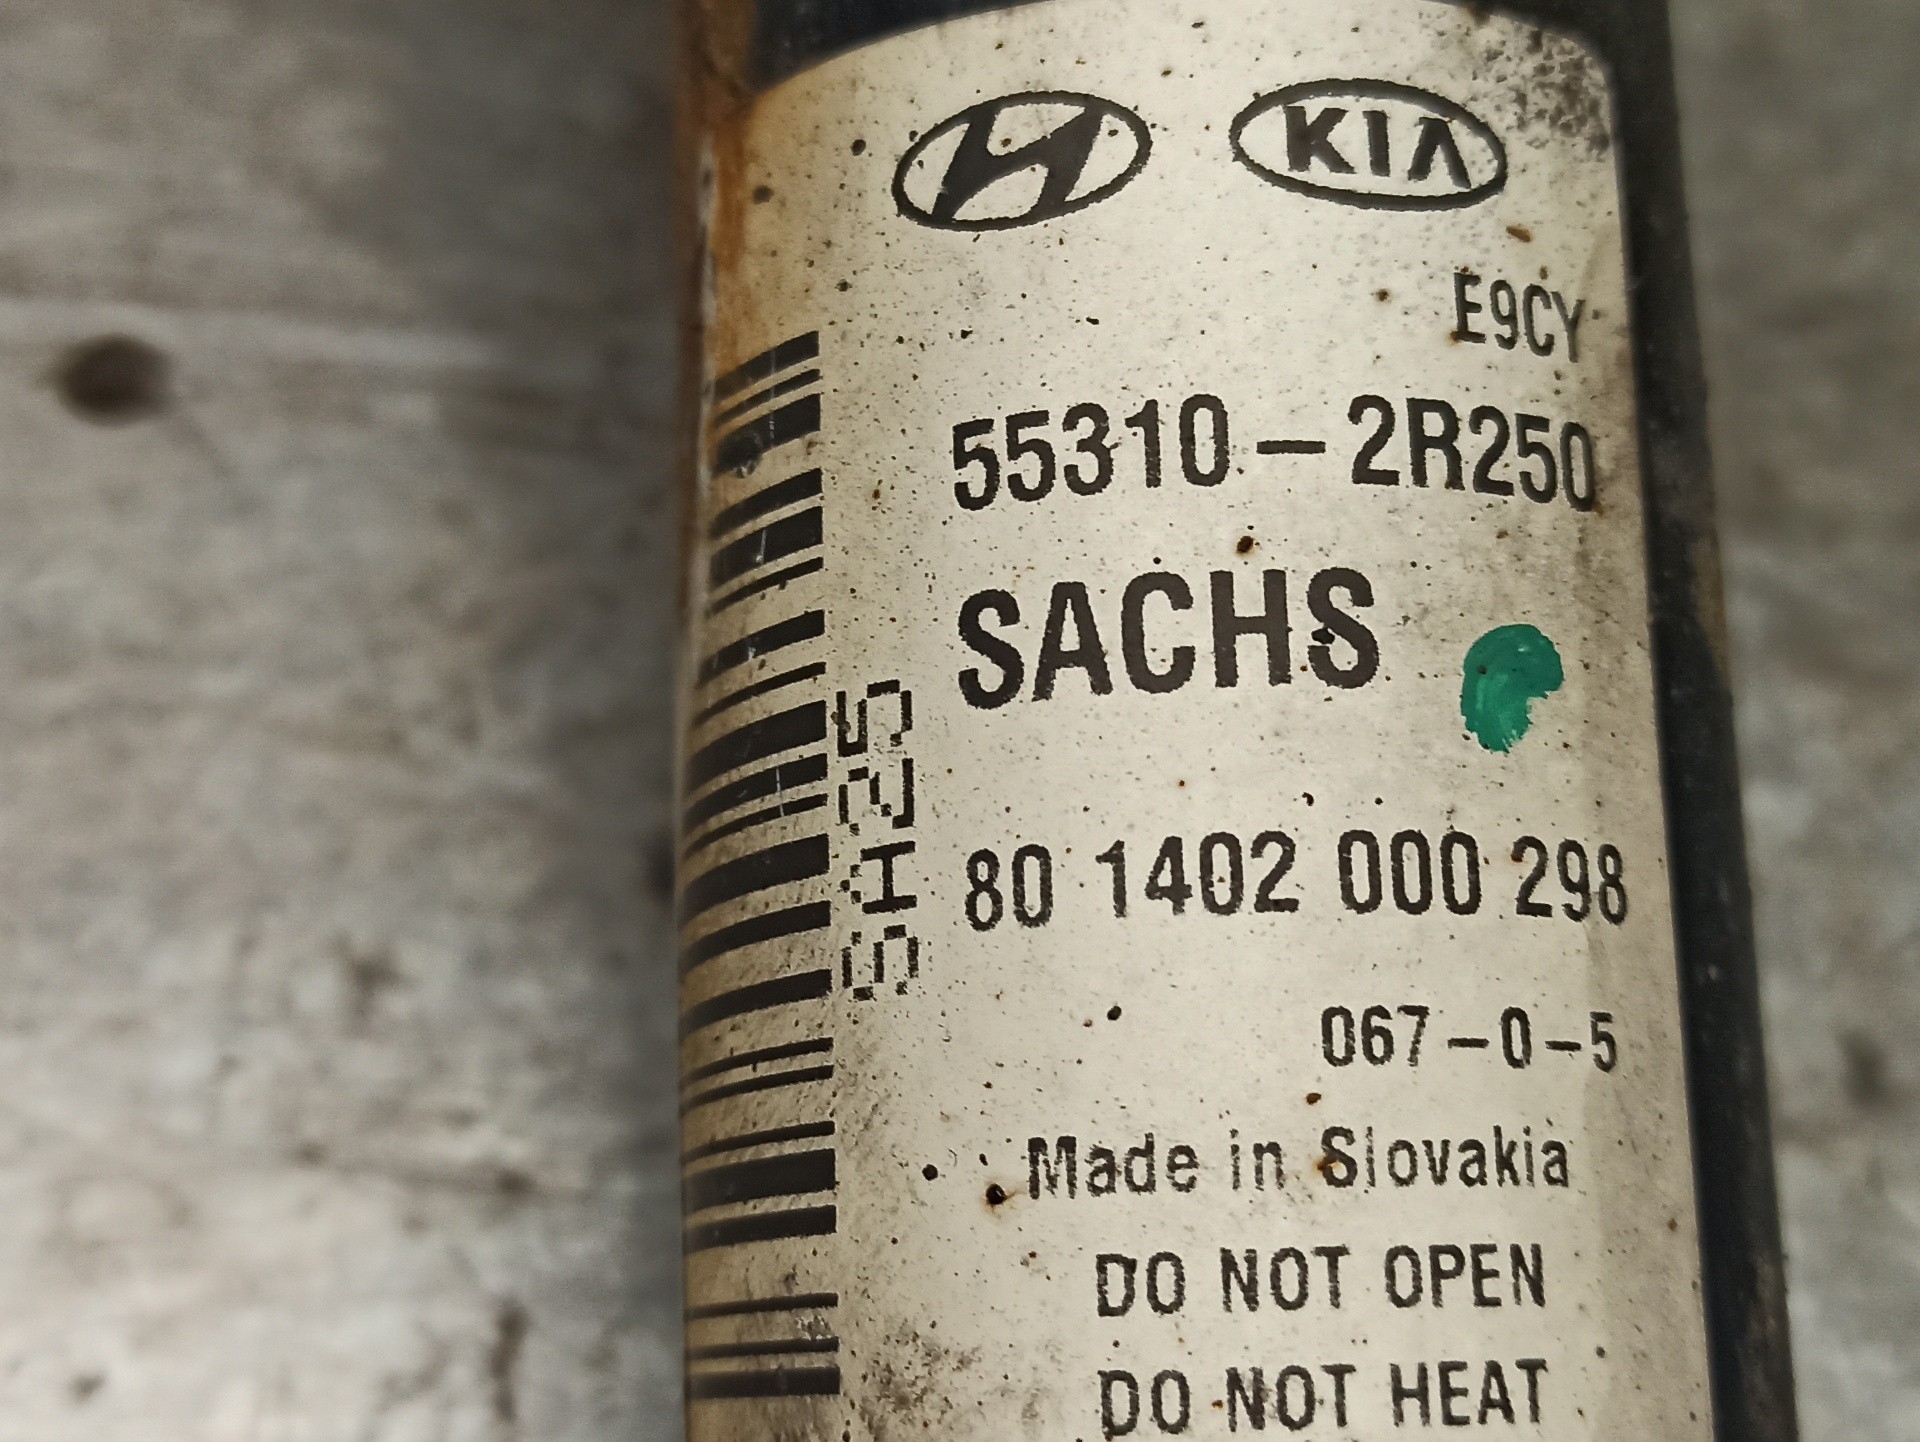 KIA
E9CY
55310-2R250
SACHS
SH25
80 1402 000 298
067-0-5
Made in Slovakia
DO NOT OPEN
DO NOT HEAT